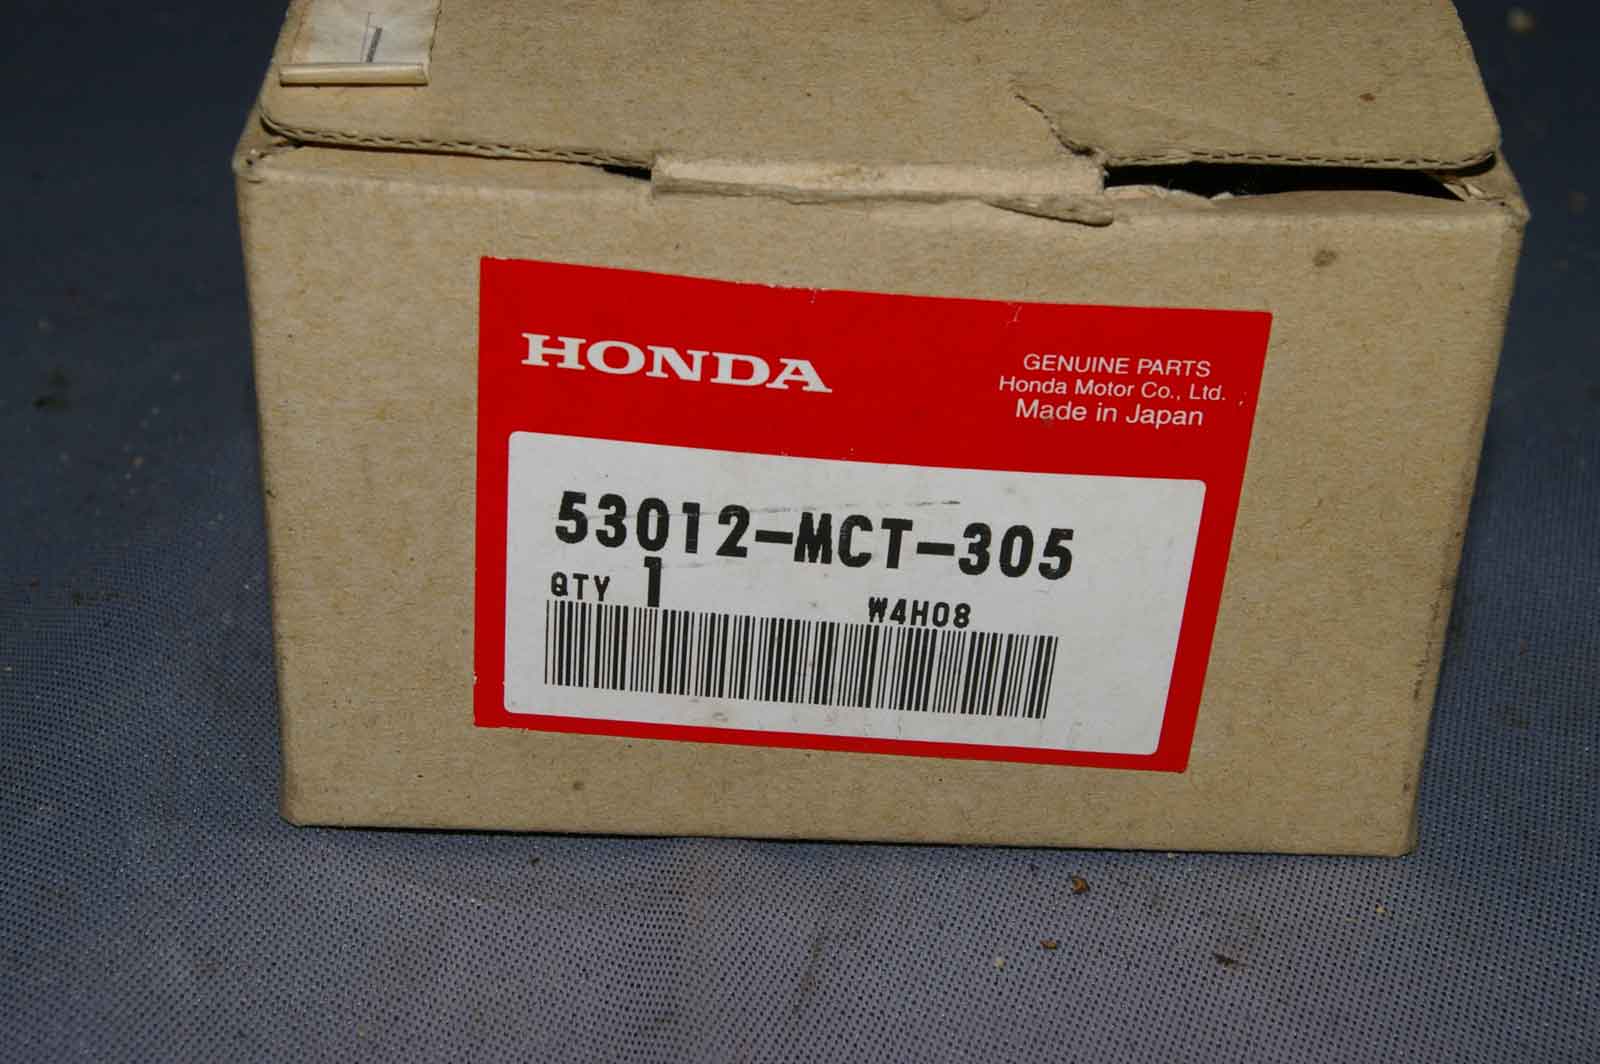 HONDA
GENUINE PARTS
Honda Motor Co., Ltd.
Made in Japan
53012-MCT-305
QTY 1
W4H08